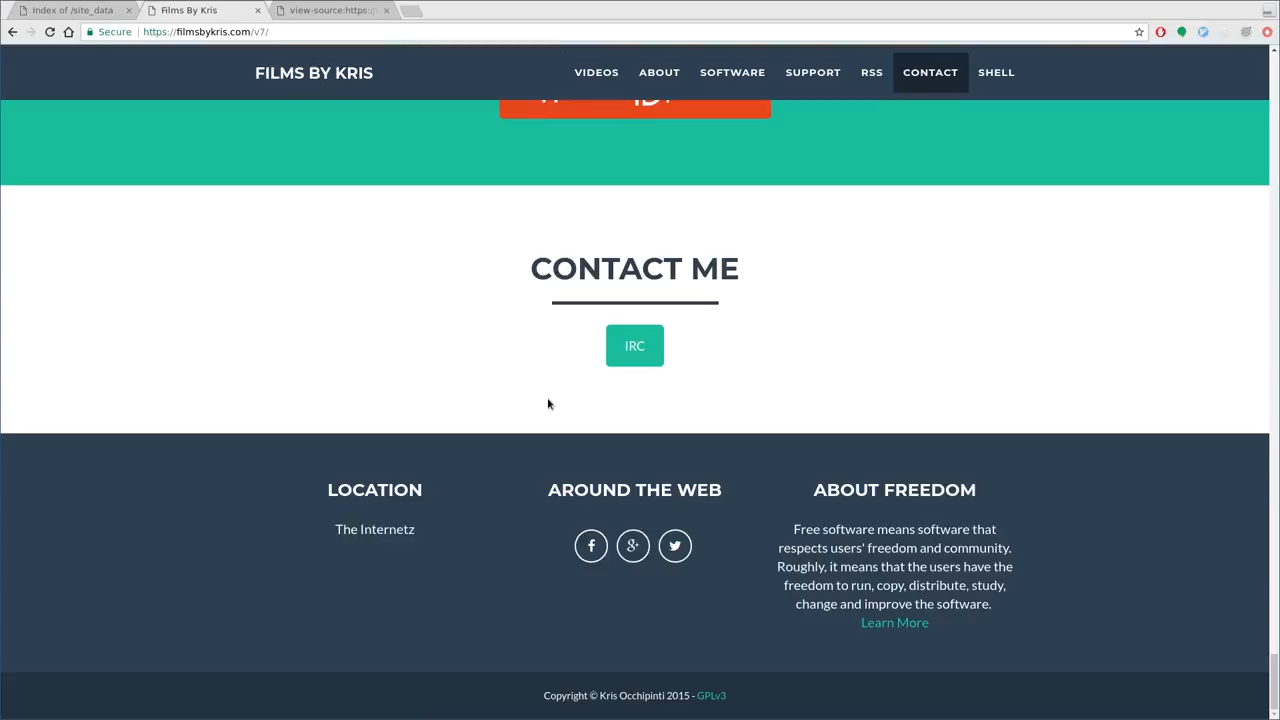 Index of /site_data
Films By Kris
view-source:https:/
Secure
https://filmsbykris.com/v7/
FILMS BY KRIS
VIDEOS
ABOUT
SOFTWARE
SUPPORT
RSS
CONTACT
SHELL
CONTACT ME
IRC
LOCATION
The Internetz
AROUND THE WEB
ABOUT FREEDOM
Free software means software that
respects users' freedom and community.
Roughly, it means that the users have the
freedom to run, copy, distribute, study,
change and improve the software.
Learn More
Copyright © Kris Occhipinti 2015 - GPLv3